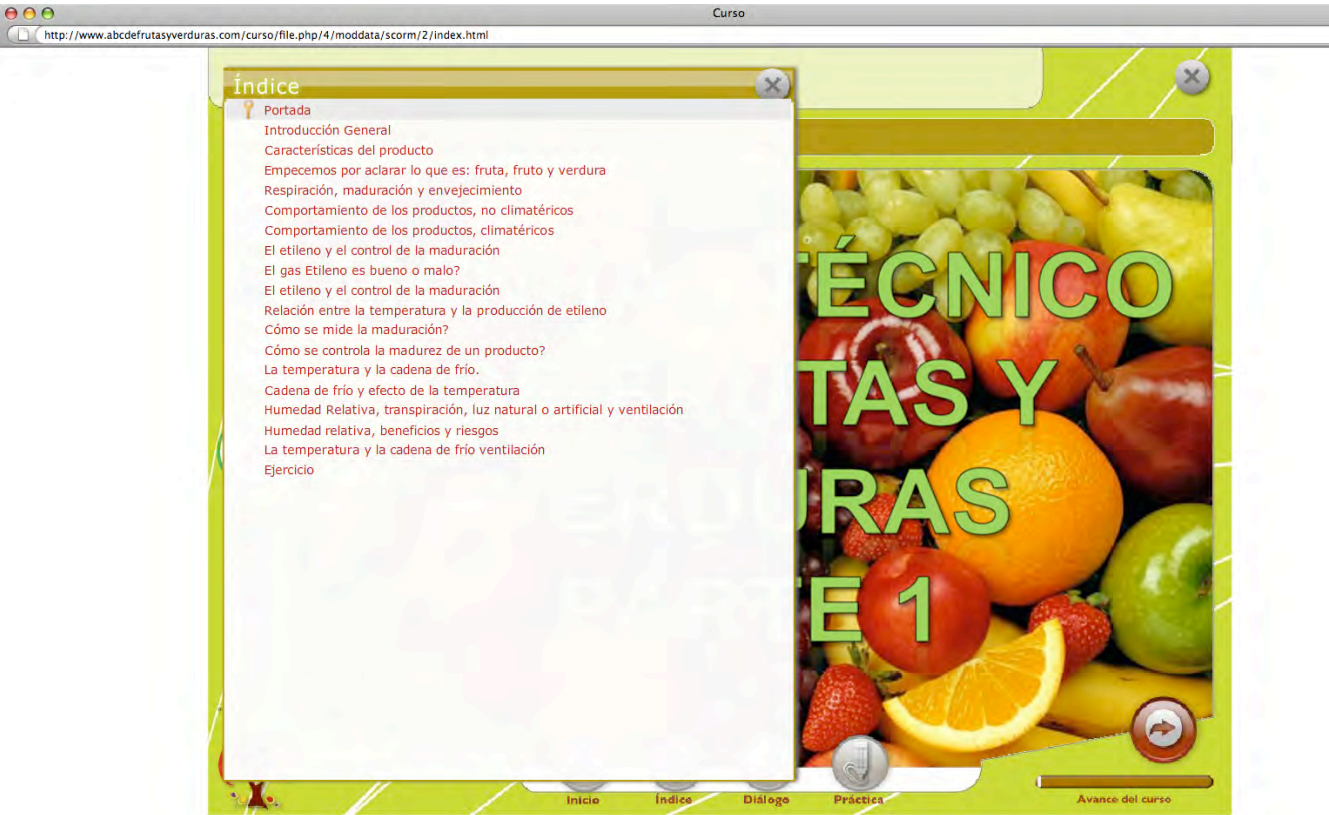 Curso
http://www.abcdefrutasyverduras.com/curso/file.php/4/moddata/scorm/2/index.html
Índice
Portada
Introducción General
Características del producto
Empecemos por aclarar lo que es: fruta, fruto y verdura
Respiración, maduración y envejecimiento
Comportamiento de los productos, no climatéricos
Comportamiento de los productos, climatéricos
El etileno y el control de la maduración
El gas Etileno es bueno o malo?
El etileno y el control de la maduración
Relación entre la temperatura y la producción de etileno
Cómo se mide la maduración?
Cómo se controla la madurez de un producto?
La temperatura y la cadena de frío.
Cadena de frío y efecto de la temperatura
Humedad Relativa, transpiración, luz natural o artificial y ventilación
Humedad relativa, beneficios y riesgos
La temperatura y la cadena de frío ventilación
Ejercicio
TÉCNICO
TAS Y
URAS
E 1
Inicio Índice Diálogo Práctica
Avance del curso